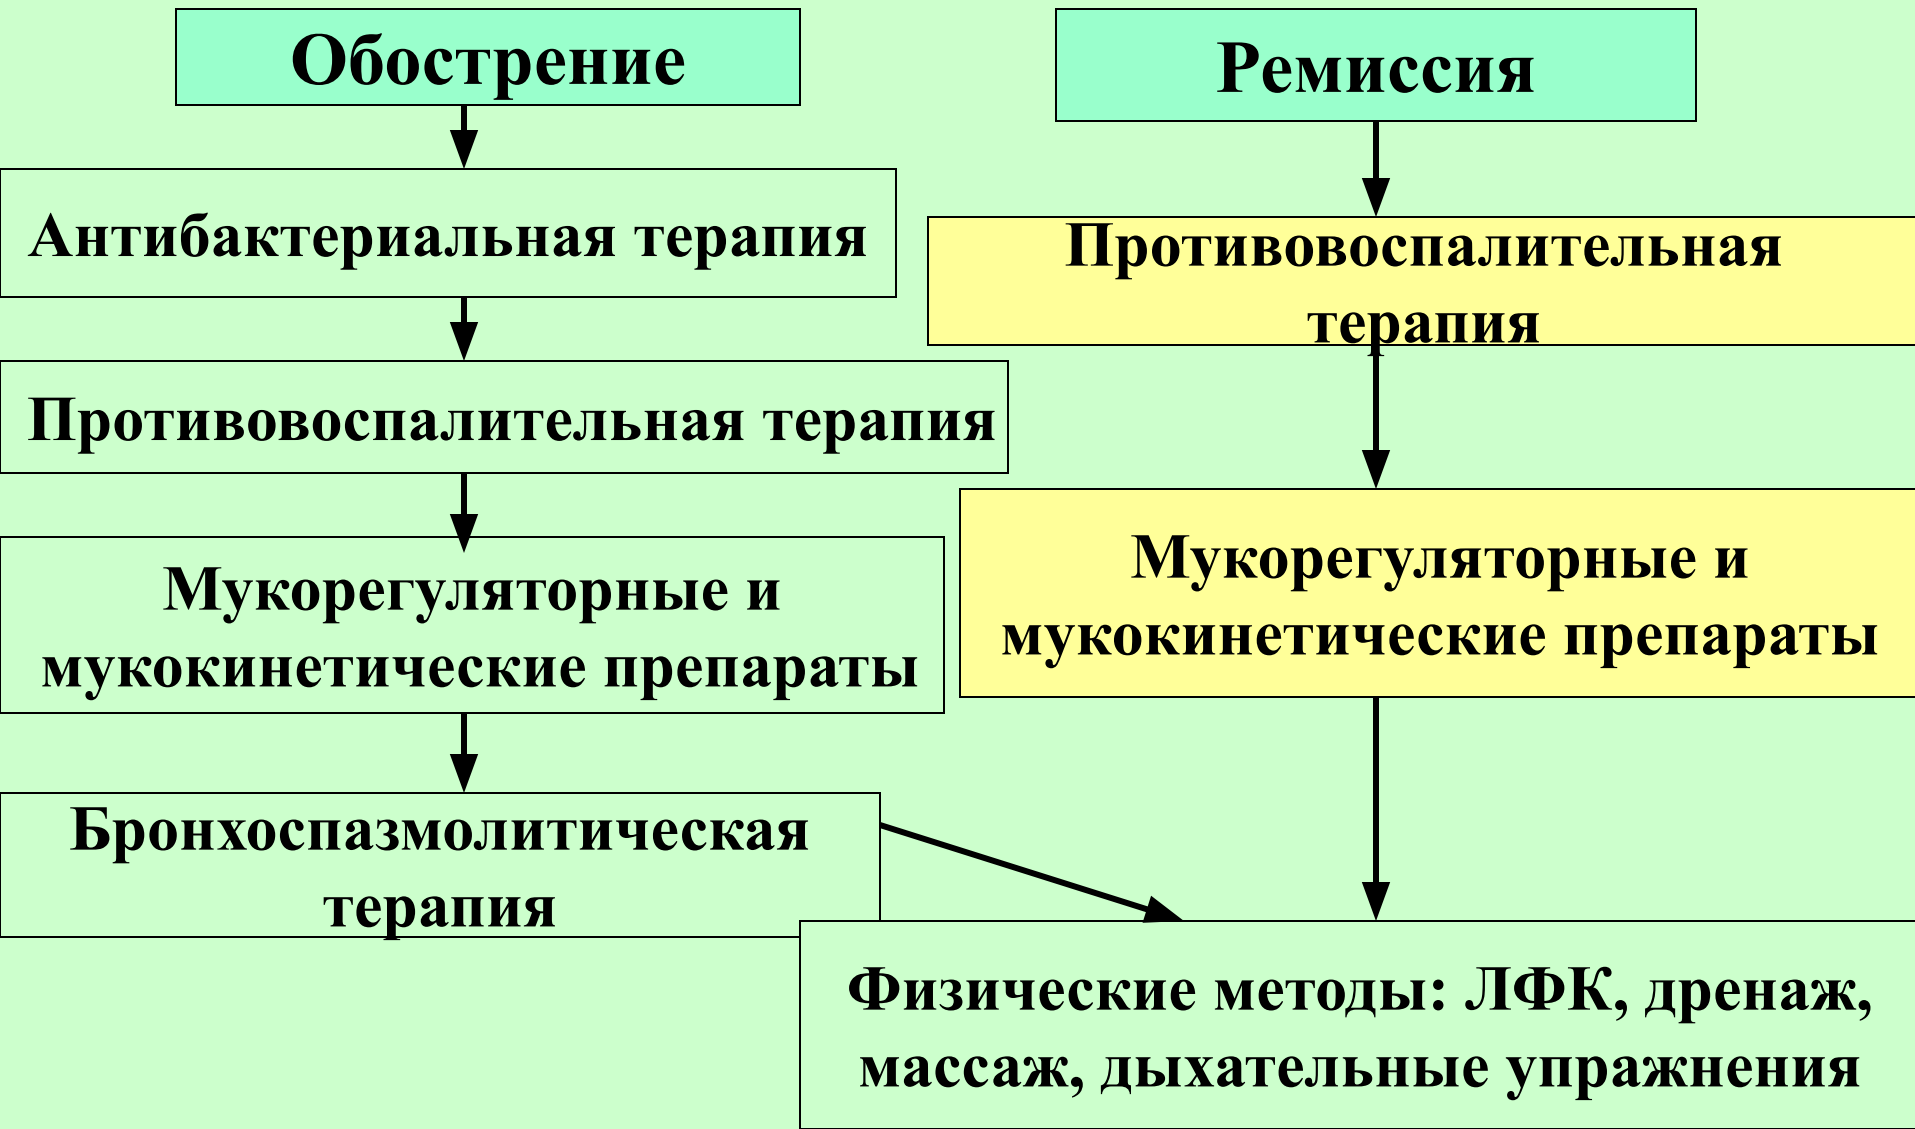 Обострение
Антибактериальная терапия
Противовоспалительная терапия
Мукорегуляторные и
мукокинетические препараты
Бронхоспазмолитическая
терапия
Ремиссия
Противовоспалительная
терапия
Мукорегуляторные и
мукокинетические препараты
Физические методы: ЛФК, дренаж,
массаж, дыхательные упражнения